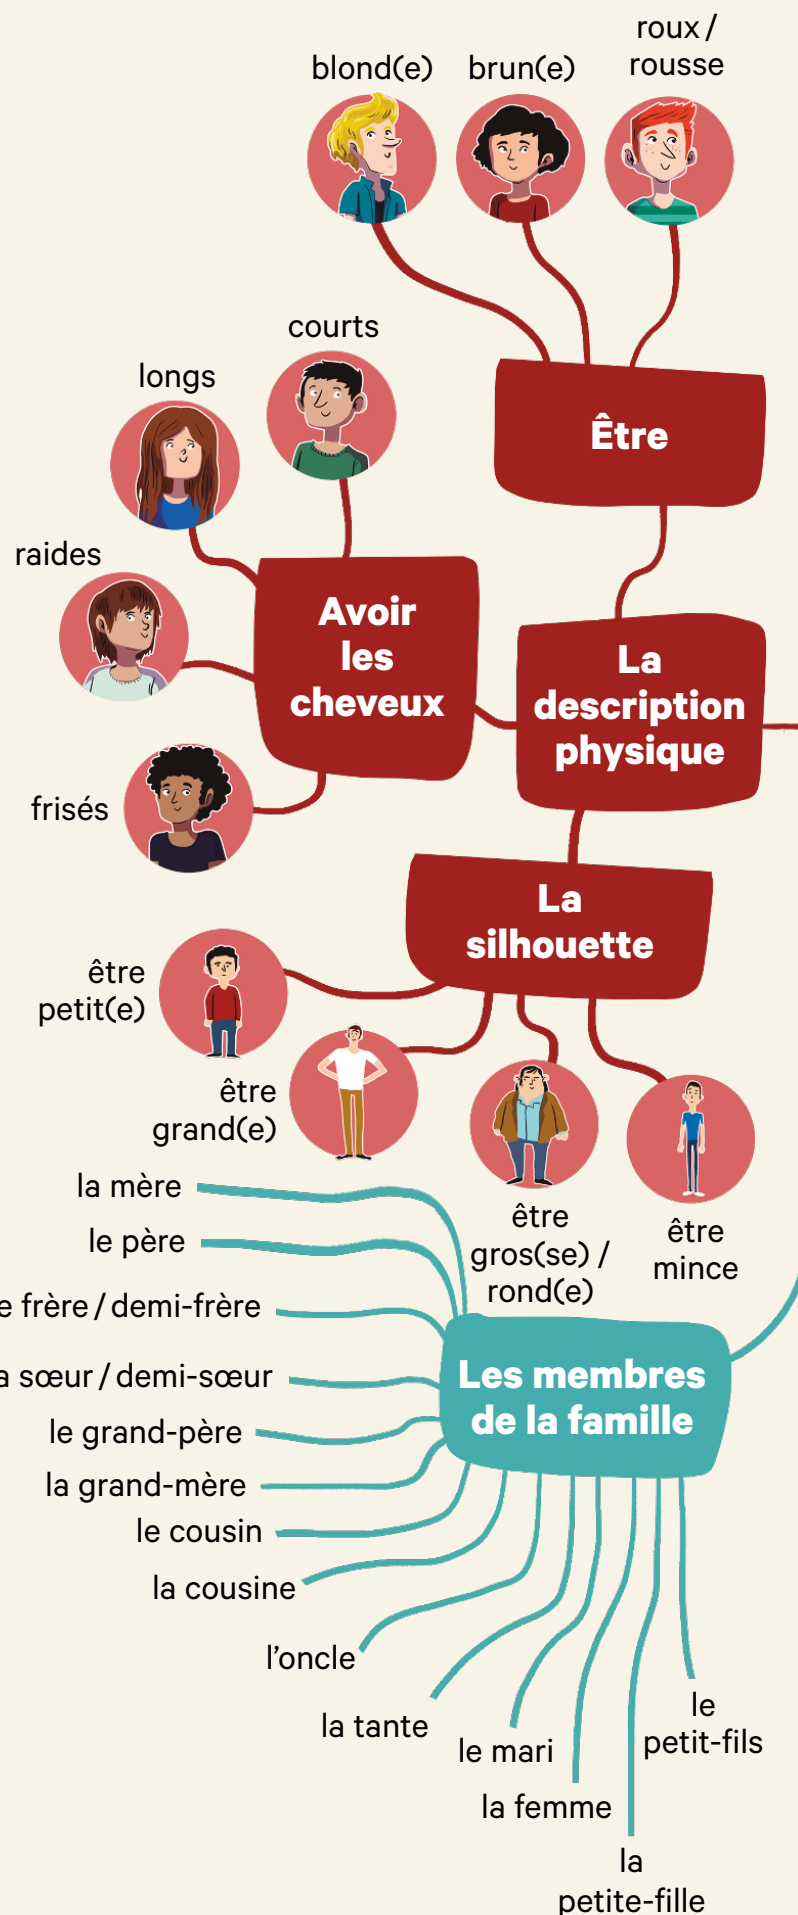 roux /
rousse
blond(e)
brun(e)
courts
longs
Être
raides
Avoir
les
cheveux
La
description
physique
frisés
La
silhouette
être
petit(e)
être
grand(e)
être
gros(se) /
rond(e)
être
mince
la mère
le père
e frère / demi-frère
a sœur / demi-sœur
Les membres
de la famille
le grand-père
la grand-mère
le cousin
la cousine
l'oncle
la tante
le mari
la femme
la
petite-fille
le
petit-fils